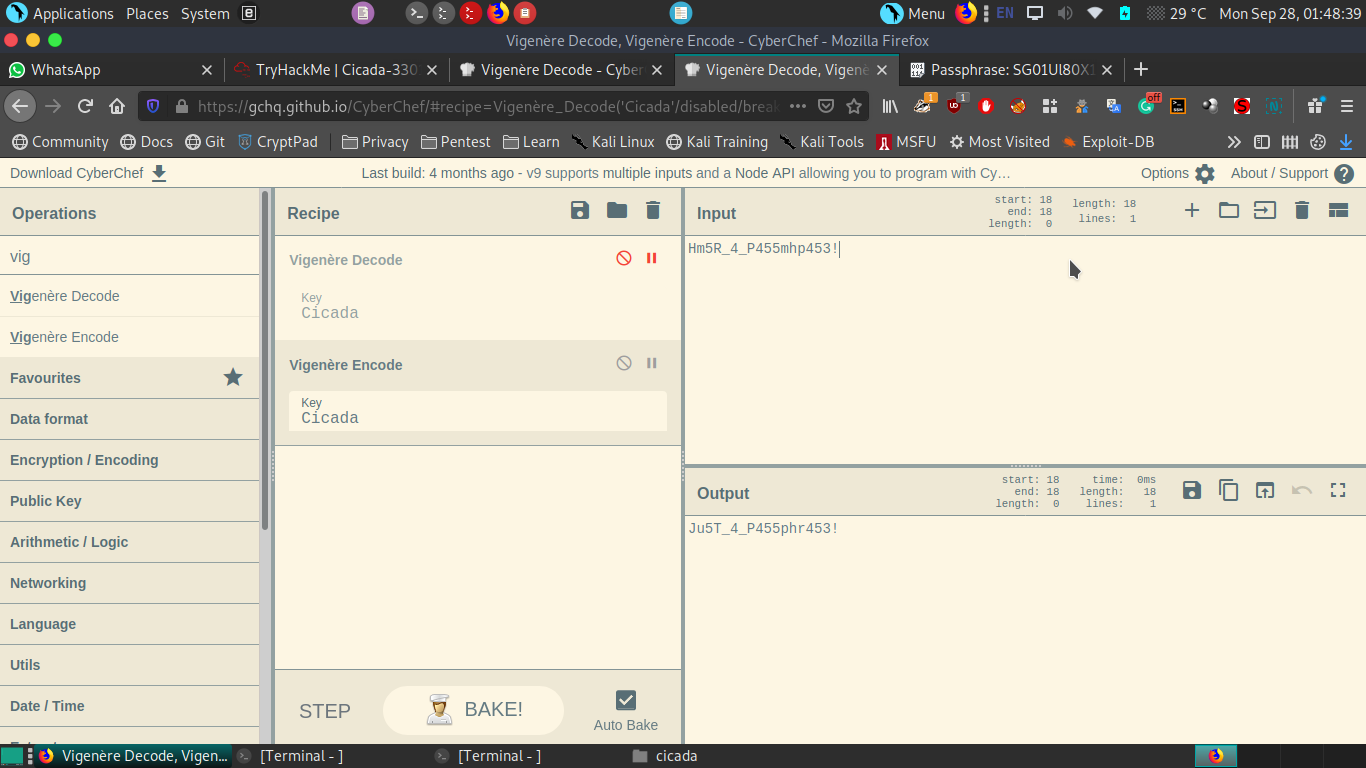 Applications Places System Menu EN 29 °C Mon Sep 28, 01:48:39
Vigenère Decode, Vigenère Encode - CyberChef - Mozilla Firefox
WhatsApp TryHackMe | Cicada-330 Vigenère Decode - Cyber Vigenère Decode, Vigenè Passphrase: SG01Ul80X1
https://gchq.github.io/CyberChef/#recipe=Vigenère_Decode('Cicada'/disabled/break 1 1 off
Community Docs Git CryptPad Privacy Pentest Learn Kali Linux Kali Training Kali Tools MSFU Most Visited Exploit-DB
Download CyberChef Last build: 4 months ago - v9 supports multiple inputs and a Node API allowing you to program with Cy… Options About / Support
Operations
vig
Vigenère Decode
Vigenère Encode
Favourites
Data format
Encryption / Encoding
Public Key
Arithmetic / Logic
Networking
Language
Utils
Date / Time
Recipe
Vigenère Decode
Key
Cicada
Vigenère Encode
Key
Cicada
STEP BAKE! Auto Bake
Input
start: 18 length: 18
end: 18 lines: 1
length: 0
Hm5R_4_P455mhp453!
Output
start: 18 time: 0ms
end: 18 length: 18
length: 0 lines: 1
Ju5T_4_P455phr453!
Vigenère Decode, Vigen... [Terminal - ] [Terminal - ] cicada